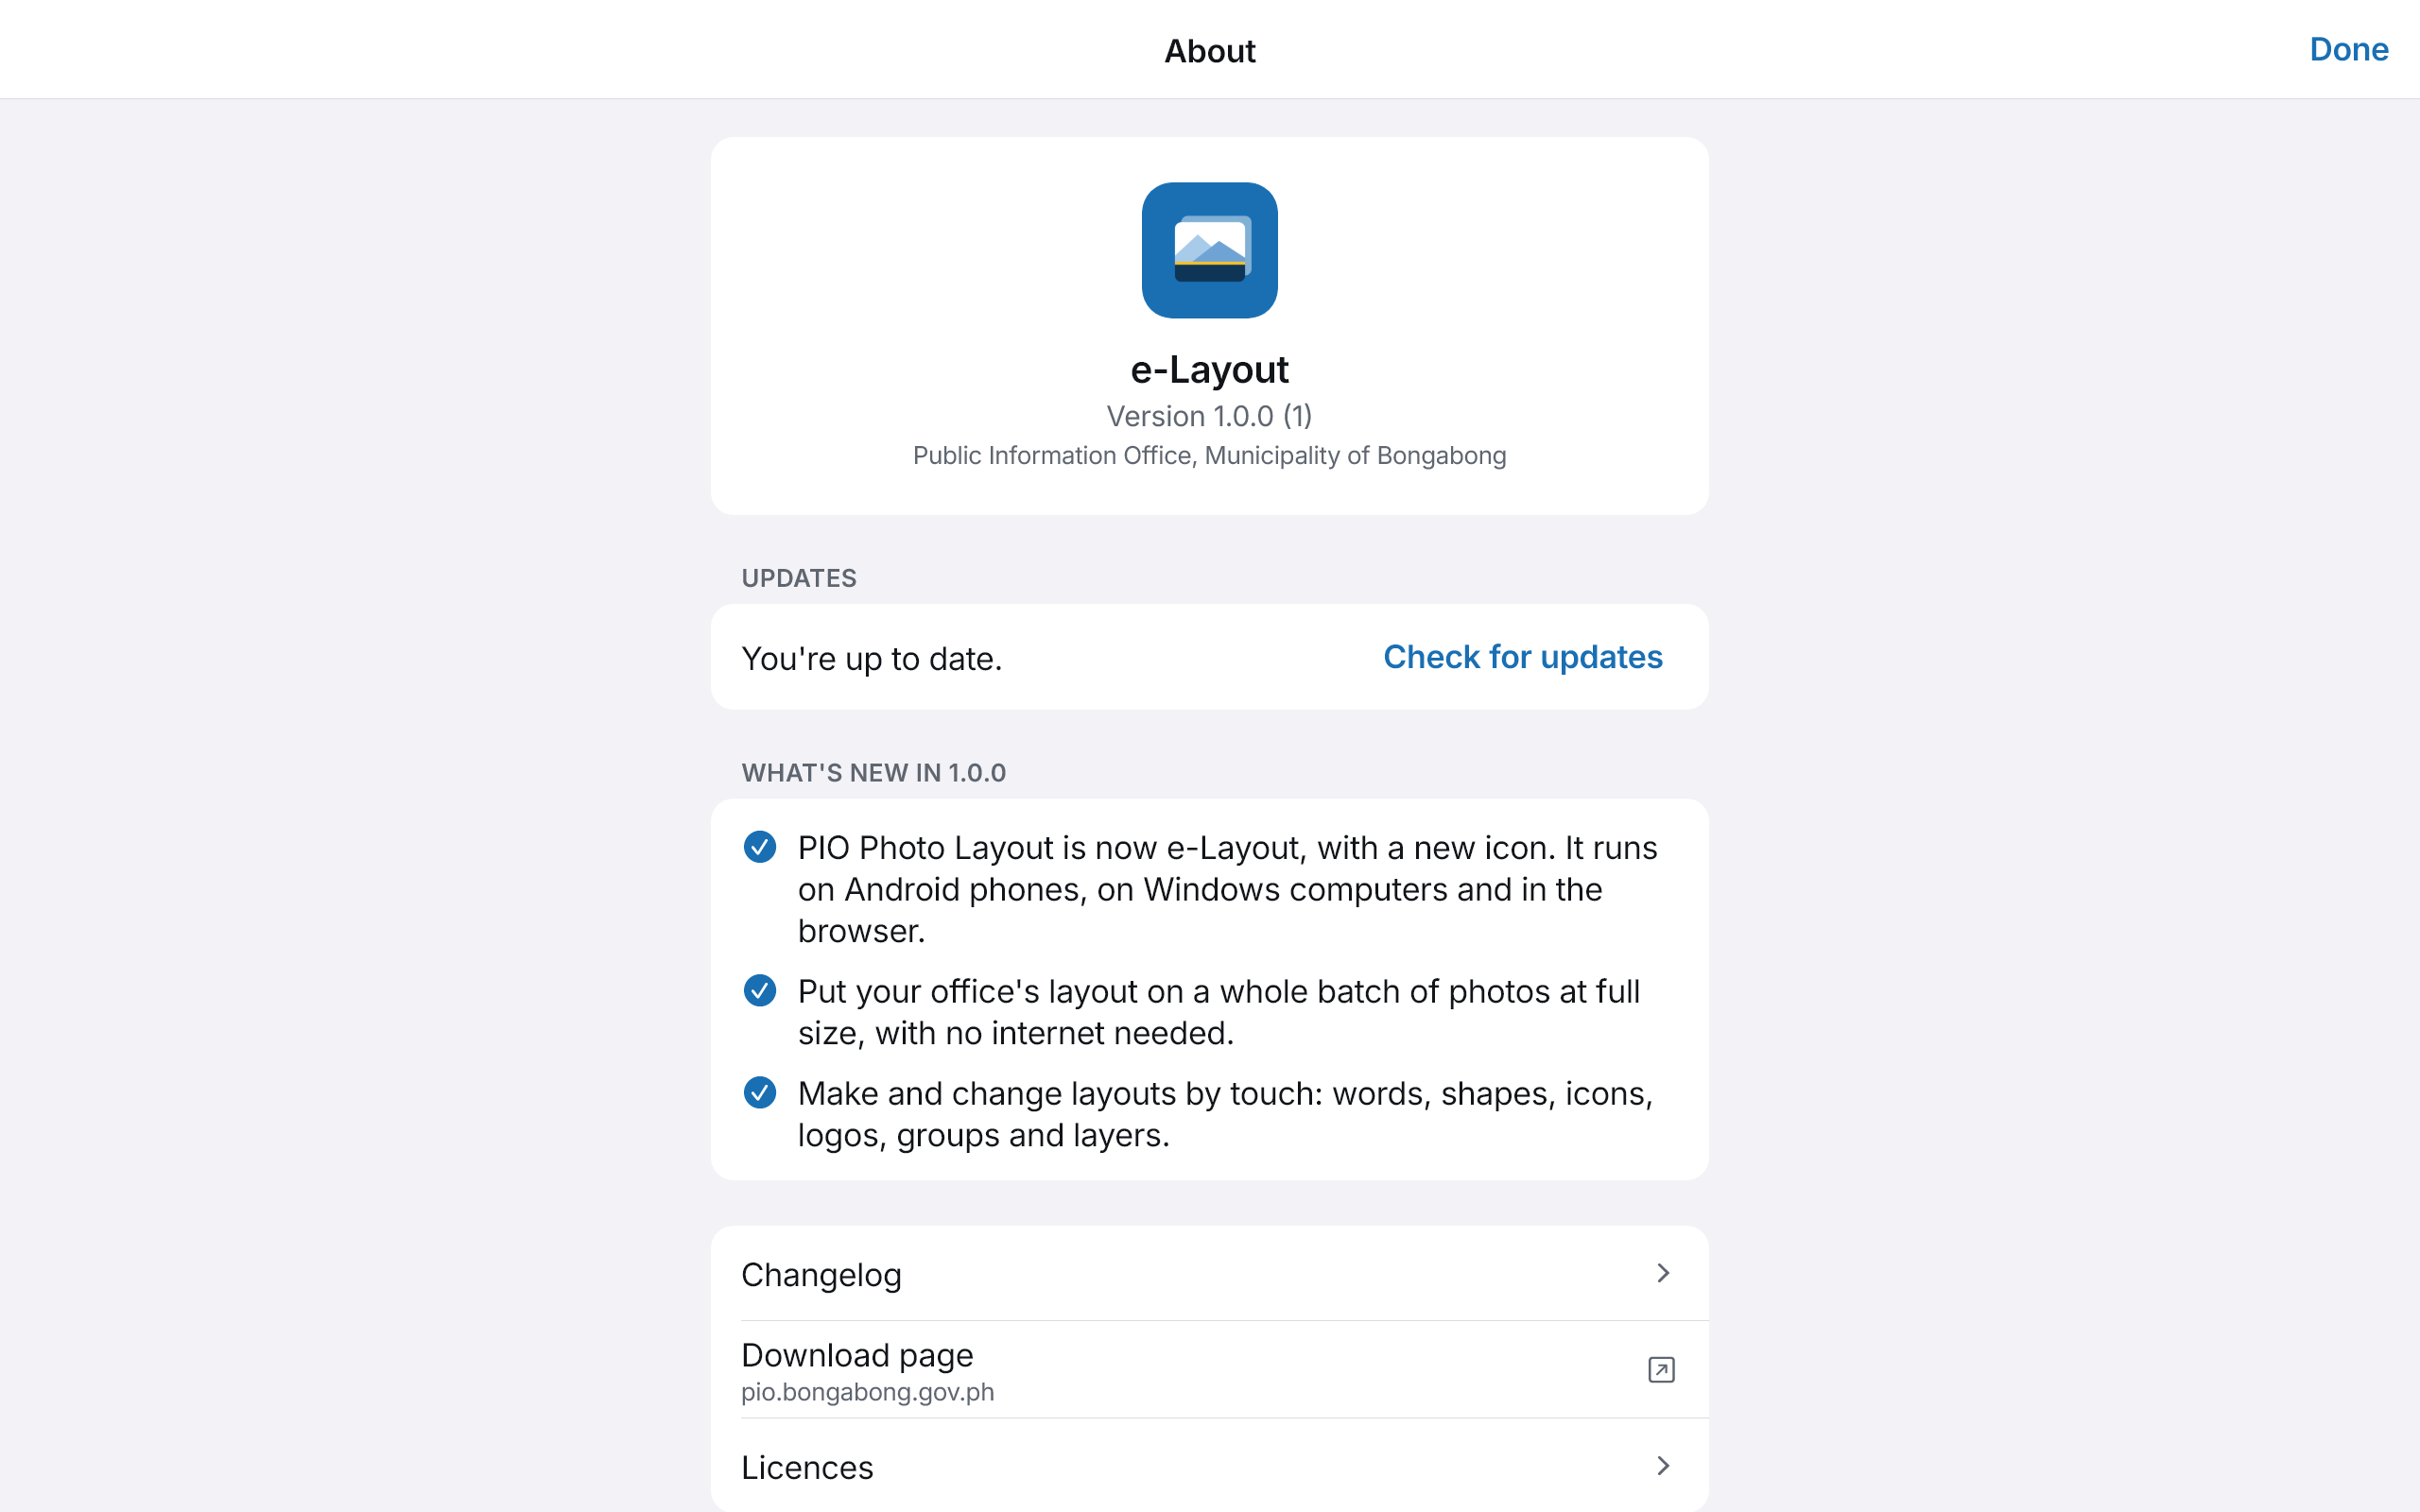 About
Done
e-Layout
Version 1.0.0 (1)
Public Information Office, Municipality of Bongabong
UPDATES
You're up to date.
Check for updates
WHAT'S NEW IN 1.0.0
PIO Photo Layout is now e-Layout, with a new icon. It runs
on Android phones, on Windows computers and in the
browser.
Put your office's layout on a whole batch of photos at full
size, with no internet needed.
Make and change layouts by touch: words, shapes, icons,
logos, groups and layers.
Changelog
Download page
pio.bongabong.gov.ph
Licences